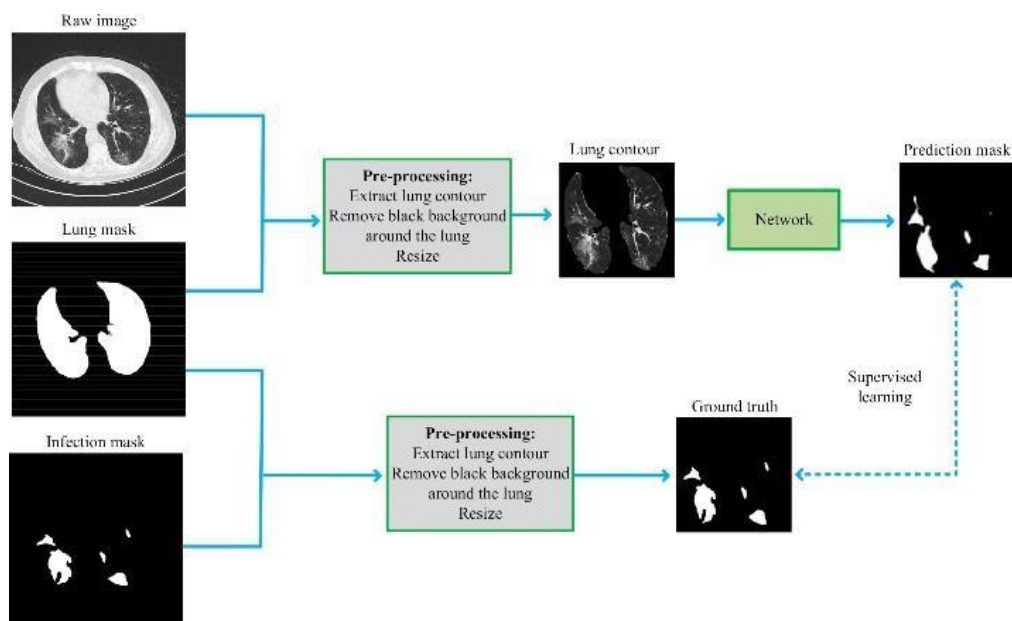 Raw image
Lung mask
Infection mask
Pre-processing:
Extract lung contour
Remove black background
around the lung
Resize
Lung contour
Network
Prediction mask
Pre-processing:
Extract lung contour
Remove black background
around the lung
Resize
Ground truth
Supervised
learning